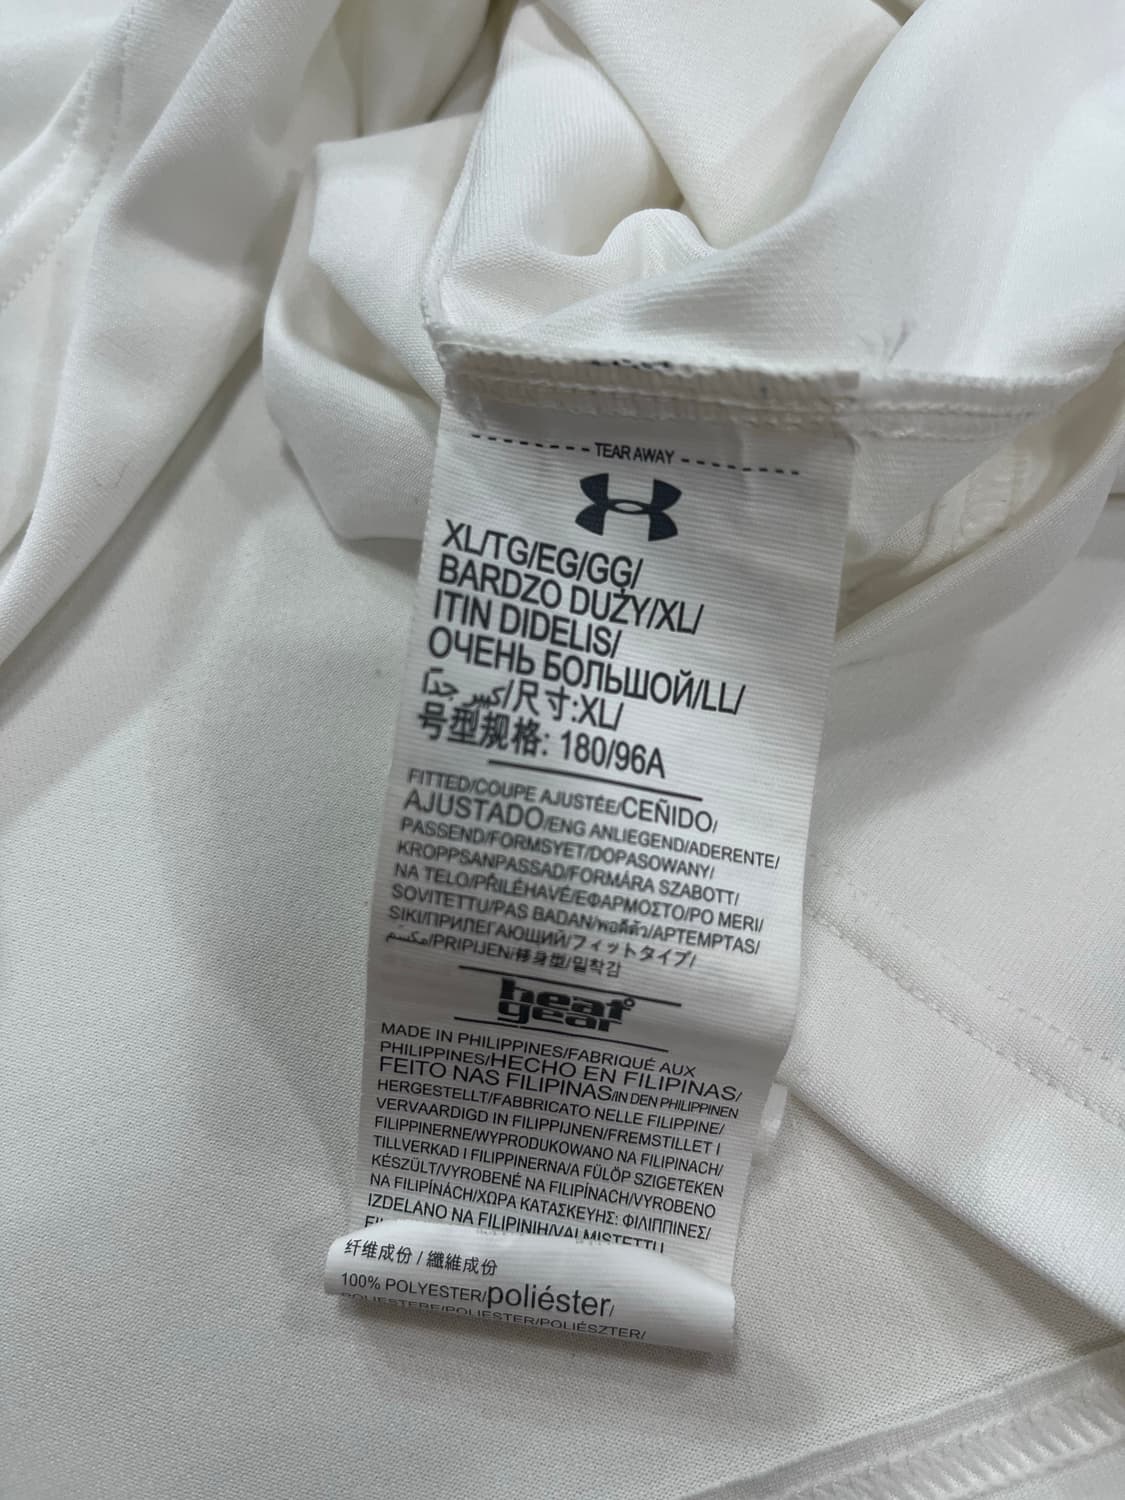 TEAR AWAY
XL/TG/EG/GG/
BARDZO DUŻY/XL/
ITIN DIDELIS/
ОЧЕНЬ БОЛЬШОЙ/LL/
كبير جداً/尺寸:XL/
号型规格: 180/96A
FITTED/COUPE AJUSTÉE/CEÑIDO/
AJUSTADO/ENG ANLIEGEND/ADERENTE/
PASSEND/FORMSYET/DOPASOWANY/
KROPPSANPASSAD/FORMÁRA SZABOTT/
NA TELO/PŘILÉHAVÉ/ΕΦΑΡΜΟΣΤΟ/PO MERI/
SOVITETTU/PAS BADAN/พอดีตัว/APTEMPTAS/
SIKI/ПРИЛЕГАЮЩИЙ/フィットタイプ/
مكسّم/PRIPIJEN/修身型/밀착감
heat
gear
MADE IN PHILIPPINES/FABRIQUÉ AUX
PHILIPPINES/HECHO EN FILIPINAS/
FEITO NAS FILIPINAS/IN DEN PHILIPPINEN
HERGESTELLT/FABBRICATO NELLE FILIPPINE/
VERVAARDIGD IN FILIPPIJNEN/FREMSTILLET I
FILIPPINERNE/WYPRODUKOWANO NA FILIPINACH/
TILLVERKAD I FILIPPINERNA/A FÜLÖP SZIGETEKEN
KÉSZÜLT/VYROBENÉ NA FILIPÍNACH/VYROBENO
NA FILIPÍNÁCH/ΧΩΡΑ ΚΑΤΑΣΚΕΥΗΣ: ΦΙΛΙΠΠΙΝΕΣ/
IZDELANO NA FILIPINIH/VALMISTETTU
纤维成份 / 纖維成份
100% POLYESTER/poliéster/
POLIESTERE/POLIESTER/POLIÉSZTER/